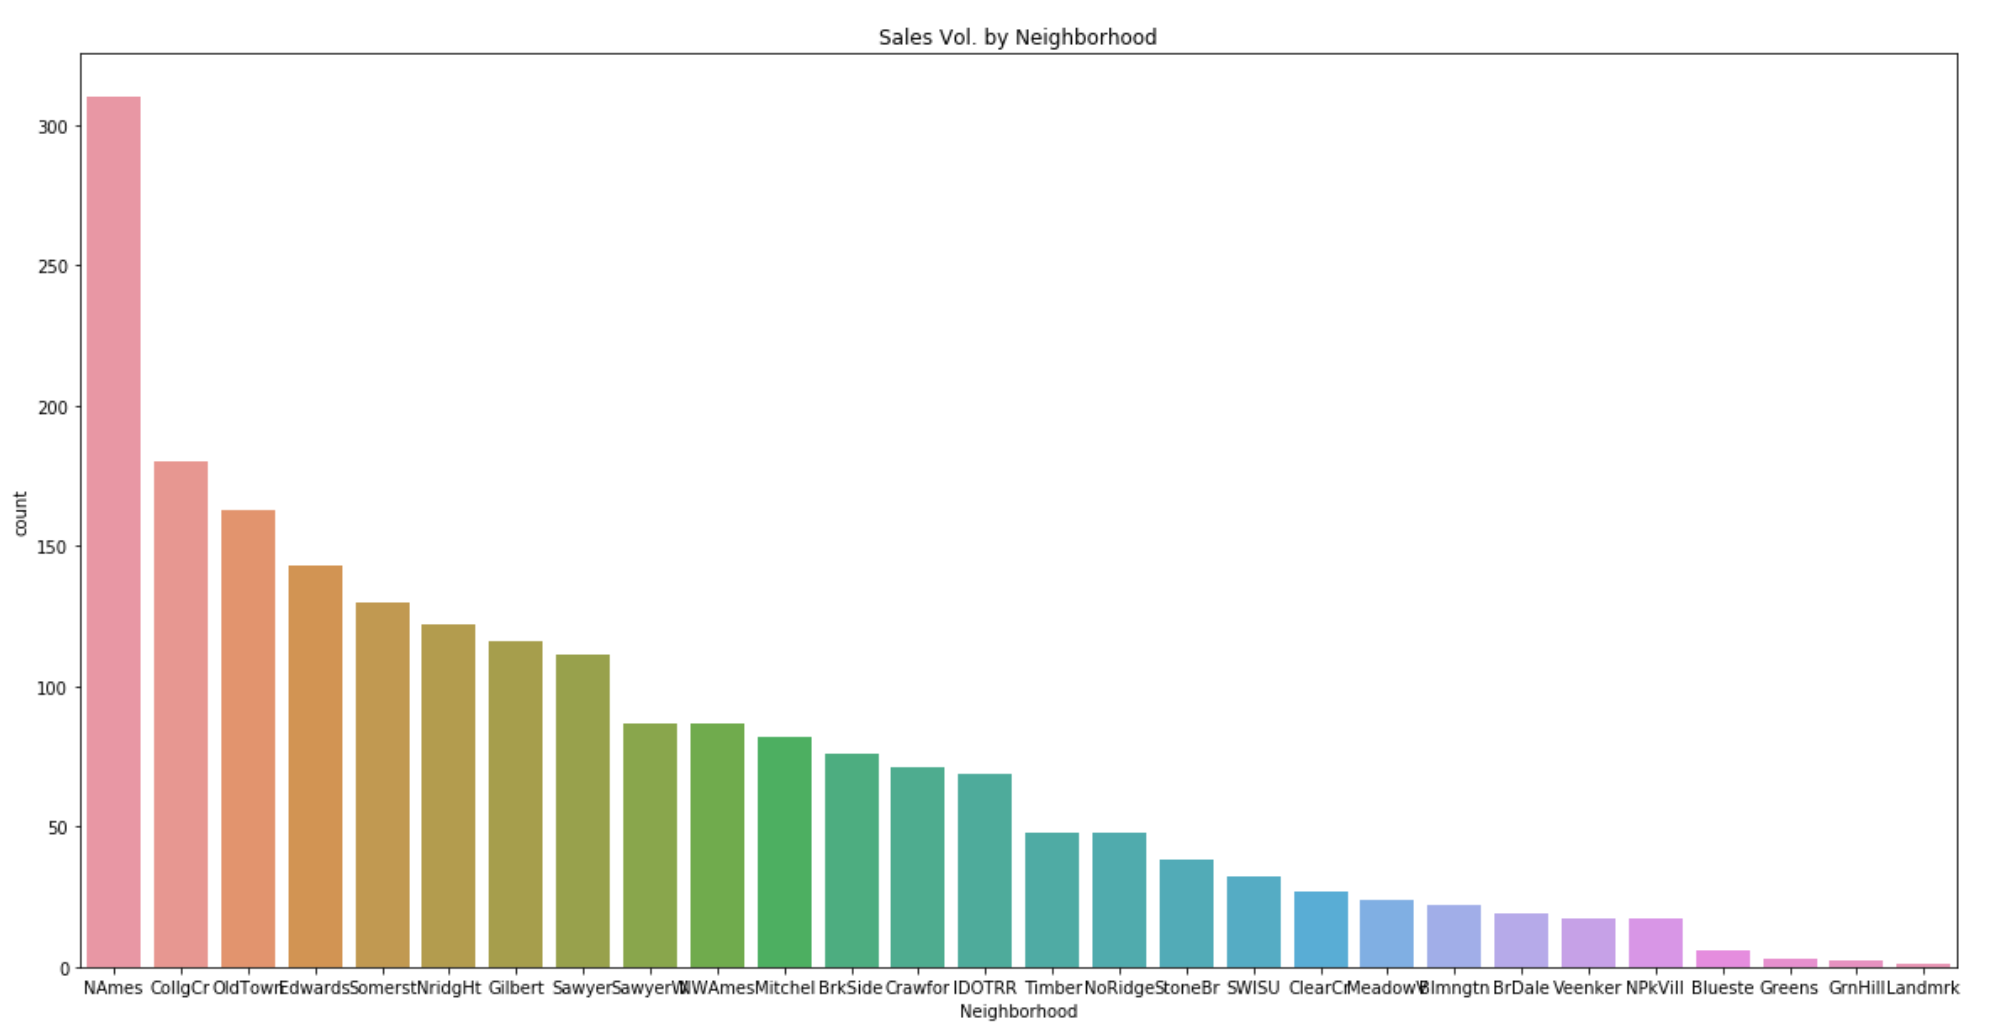 Sales Vol. by Neighborhood
300
250
200
150
100
50
0
count
NAmes CollgCr OldTown Edwards Somerst NridgHt Gilbert Sawyer SawyerW NWAmes Mitchel BrkSide Crawfor IDOTRR Timber NoRidge StoneBr SWISU ClearCr MeadowV Blmngtn BrDale Veenker NPkVill Blueste Greens GrnHill Landmrk
Neighborhood